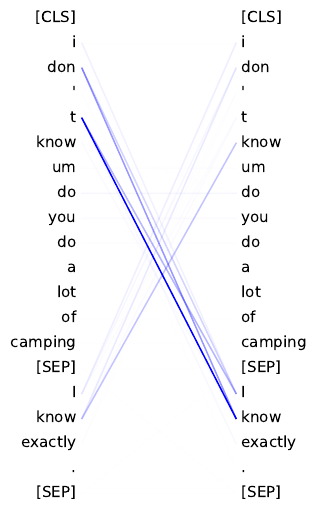 [CLS] [CLS]
i i
don don
' '
t t
know know
um um
do do
you you
do do
a a
lot lot
of of
camping camping
[SEP] [SEP]
I I
know know
exactly exactly
. .
[SEP] [SEP]